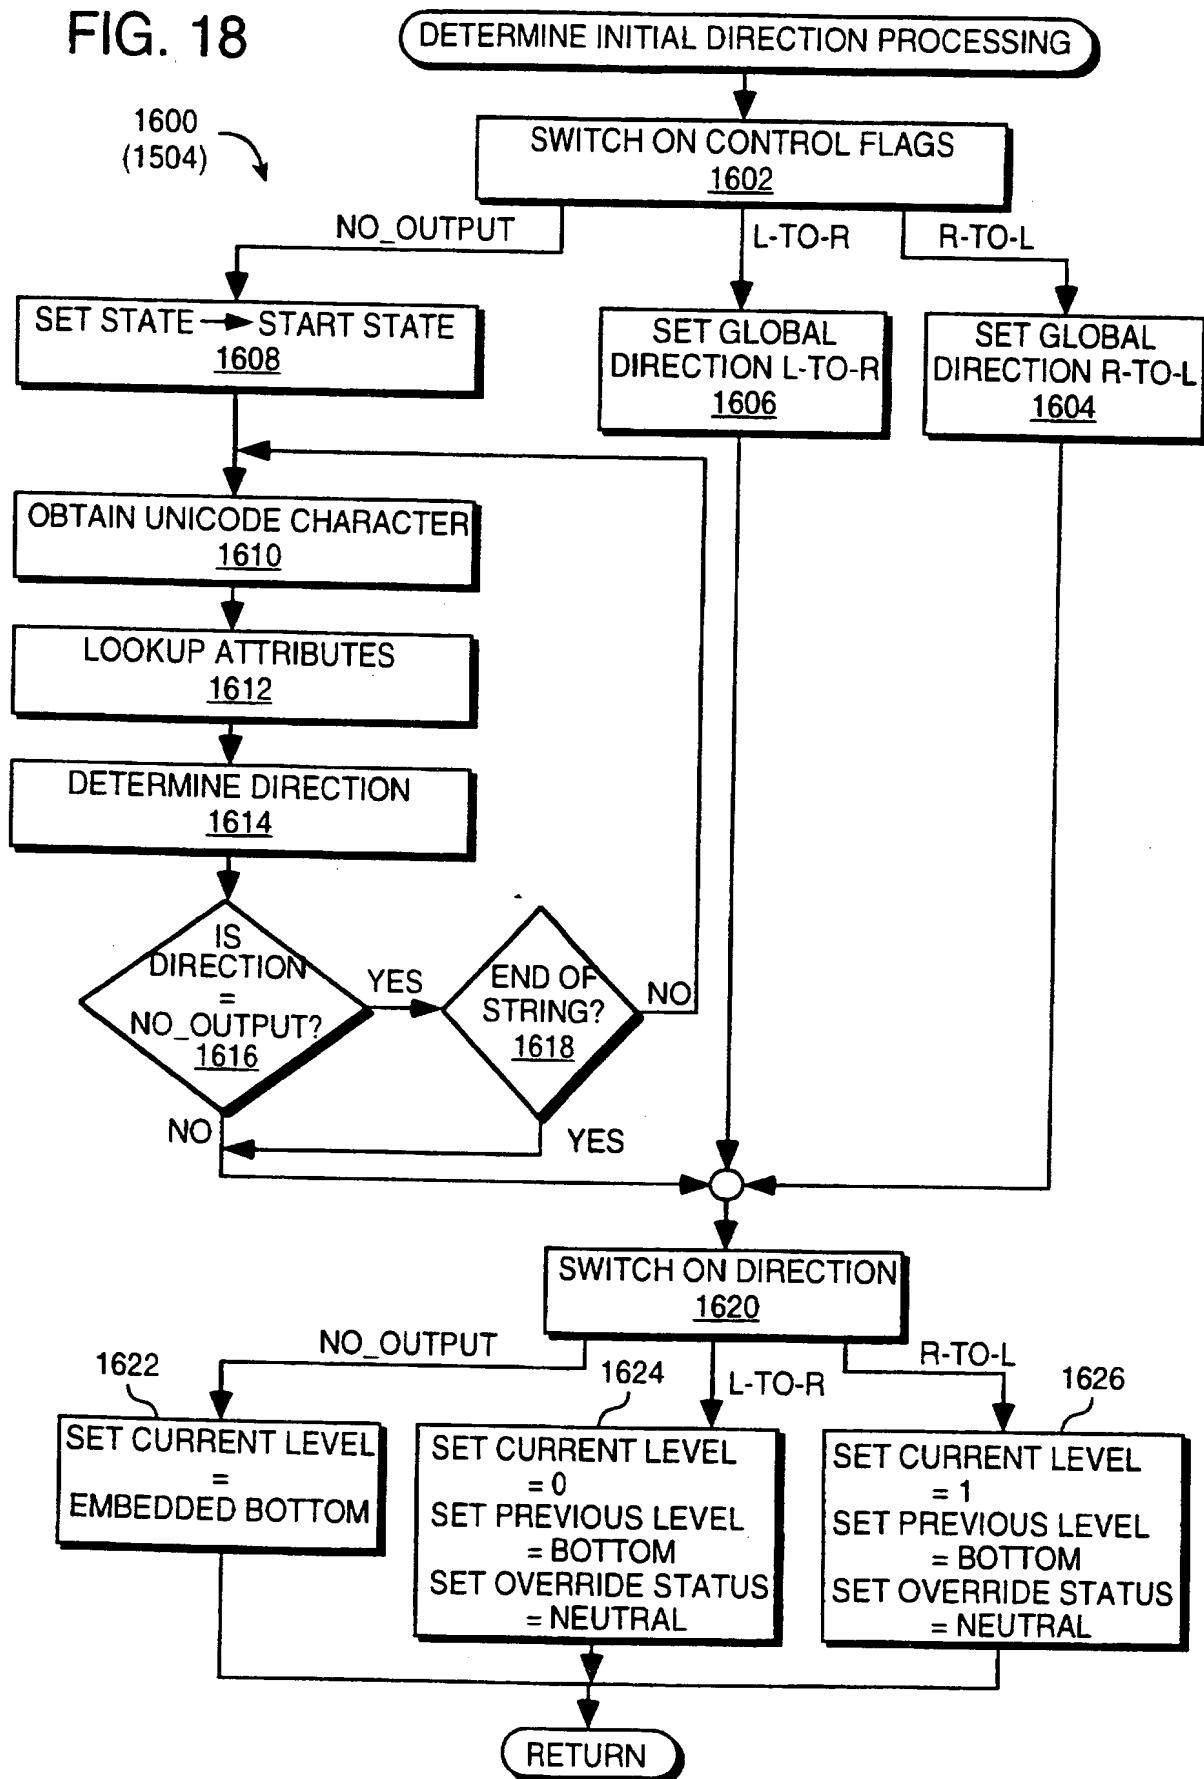 FIG. 18
DETERMINE INITIAL DIRECTION PROCESSING
1600
(1504)
SWITCH ON CONTROL FLAGS
1602
NO_OUTPUT
L-TO-R
R-TO-L
SET STATE → START STATE
1608
SET GLOBAL
DIRECTION L-TO-R
1606
SET GLOBAL
DIRECTION R-TO-L
1604
OBTAIN UNICODE CHARACTER
1610
LOOKUP ATTRIBUTES
1612
DETERMINE DIRECTION
1614
IS
DIRECTION
=
NO_OUTPUT?
1616
YES
END OF
STRING?
1618
NO
NO
YES
SWITCH ON DIRECTION
1620
NO_OUTPUT
L-TO-R
R-TO-L
1622
SET CURRENT LEVEL
=
EMBEDDED BOTTOM
1624
SET CURRENT LEVEL
= 0
SET PREVIOUS LEVEL
= BOTTOM
SET OVERRIDE STATUS
= NEUTRAL
1626
SET CURRENT LEVEL
= 1
SET PREVIOUS LEVEL
= BOTTOM
SET OVERRIDE STATUS
= NEUTRAL
RETURN